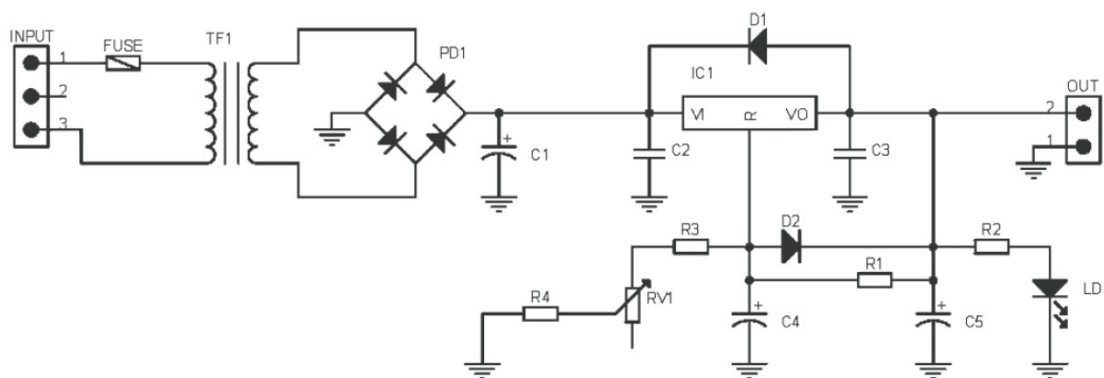 INPUT
1
2
3
FUSE
TF1
PD1
C1
D1
IC1
VI
R
VO
C2
C3
OUT
2
1
R3
D2
R2
R1
R4
RV1
C4
C5
LD
+
+
+